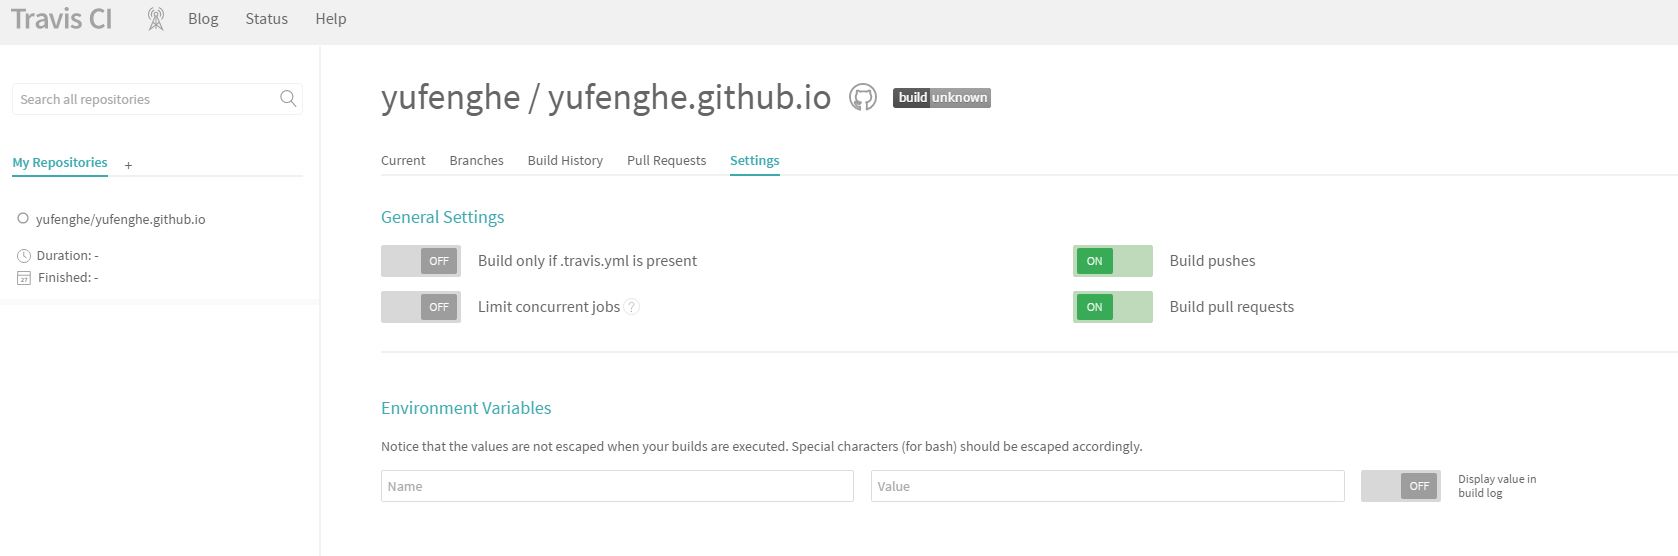 Travis CI Blog Status Help
Search all repositories
My Repositories +
yufenghe/yufenghe.github.io
Duration: -
27 Finished: -
yufenghe / yufenghe.github.io build unknown
Current Branches Build History Pull Requests Settings
General Settings
OFF Build only if .travis.yml is present ON Build pushes
OFF Limit concurrent jobs ? ON Build pull requests
Environment Variables
Notice that the values are not escaped when your builds are executed. Special characters (for bash) should be escaped accordingly.
Name Value OFF Display value in
build log